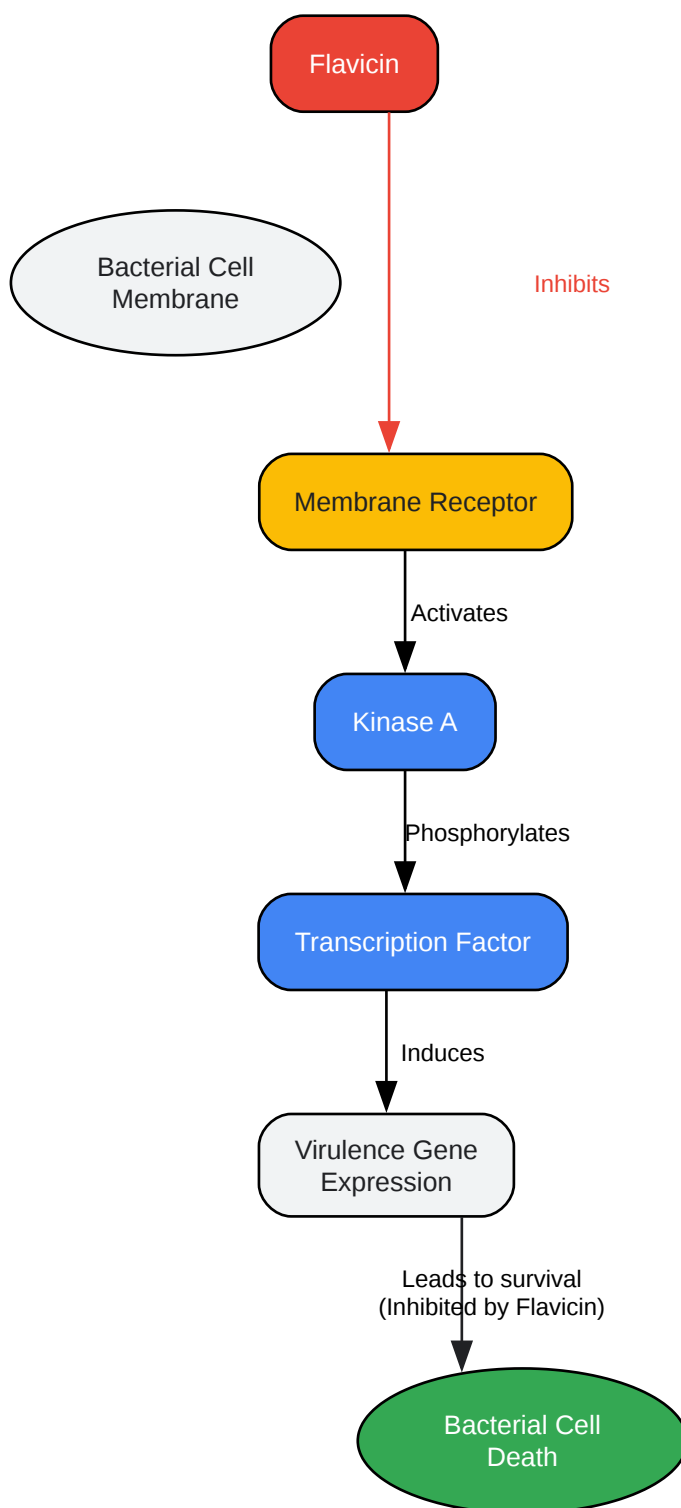 Flavicin
Bacterial Cell
Membrane
Inhibits
Membrane Receptor
Activates
Kinase A
Phosphorylates
Transcription Factor
Induces
Virulence Gene
Expression
Leads to survival
(Inhibited by Flavicin)
Bacterial Cell
Death